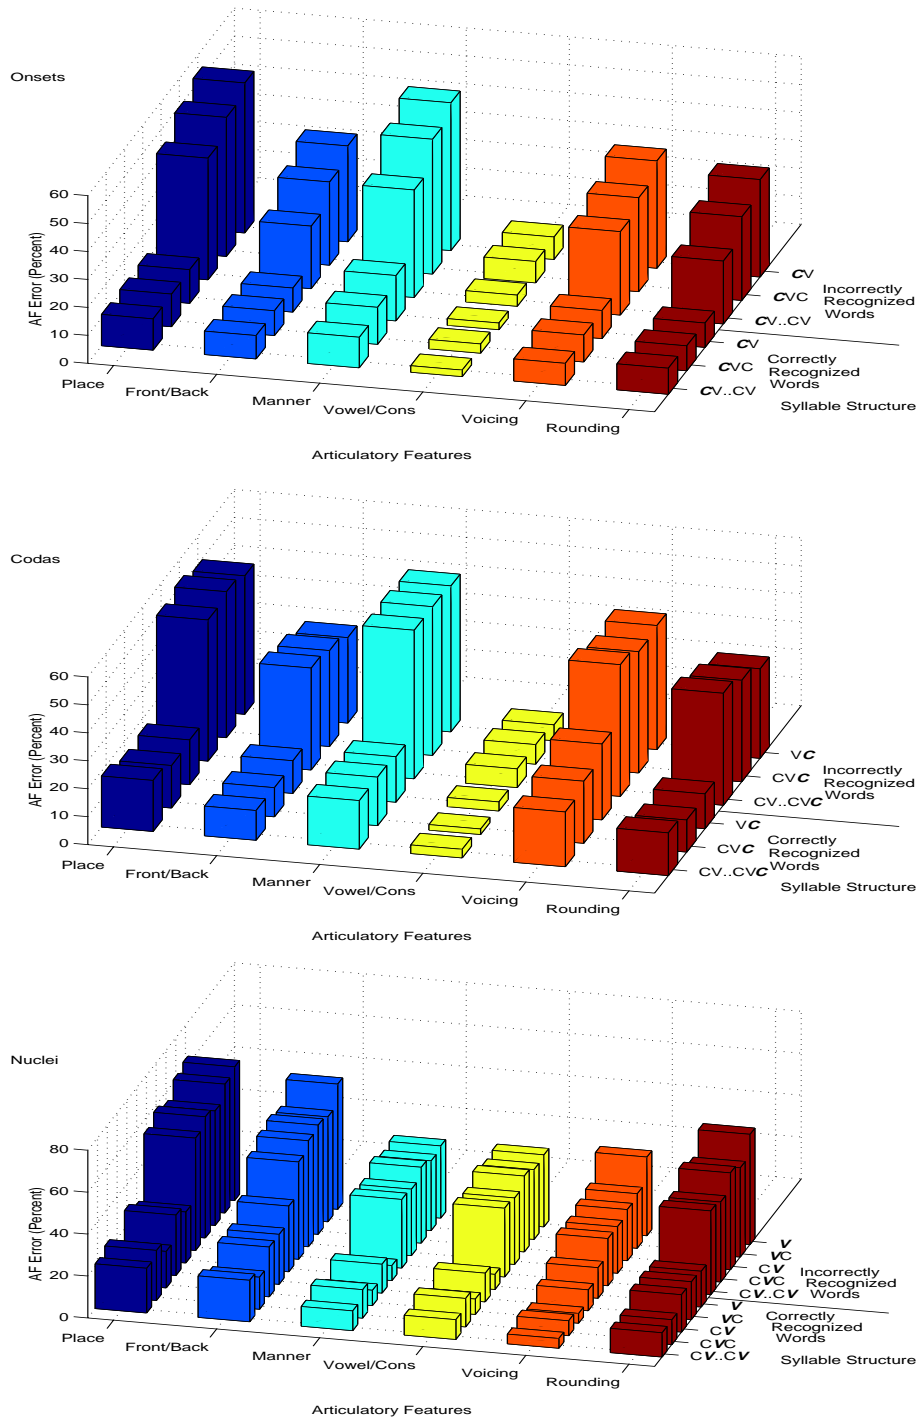 Onsets
60
50
40
30
20
10
0
AF Error (Percent)
Place
Front/Back
Manner
Vowel/Cons
Voicing
Rounding
CV
CVC
CV..CV
CV
CVC
CV..CV
Incorrectly
Recognized
Words
Correctly
Recognized
Words
Syllable Structure
Articulatory Features
Codas
60
50
40
30
20
10
0
AF Error (Percent)
Place
Front/Back
Manner
Vowel/Cons
Voicing
Rounding
VC
CVC
CV..CVC
VC
CVC
CV..CVC
Incorrectly
Recognized
Words
Correctly
Recognized
Words
Syllable Structure
Articulatory Features
Nuclei
80
60
40
20
0
AF Error (Percent)
Place
Front/Back
Manner
Vowel/Cons
Voicing
Rounding
V
VC
CV
CVC
CV..CV
V
VC
CV
CVC
CV..CV
Incorrectly
Recognized
Words
Correctly
Recognized
Words
Syllable Structure
Articulatory Features